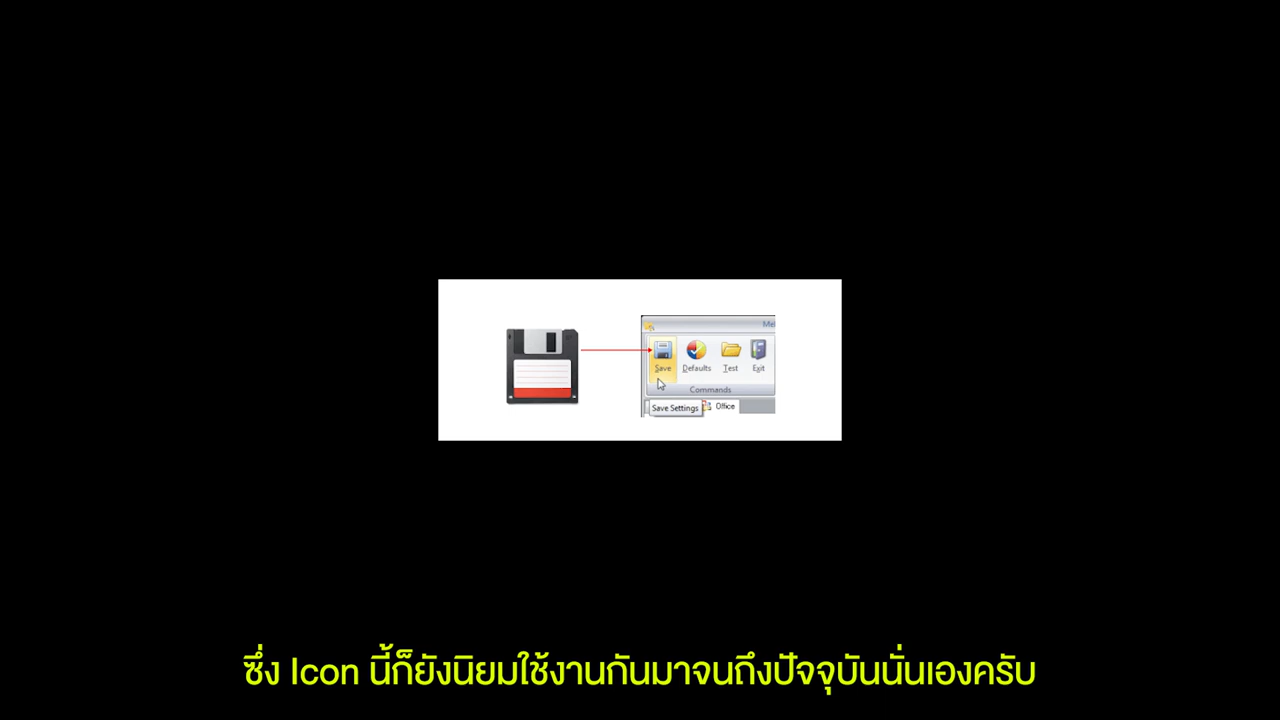 Save
Defaults
Test
Exit
Commands
Save Settings
Office
ซึ่ง Icon นี้ก็ยังนิยมใช้งานกันมาจนถึงปัจจุบันนั่นเองครับ